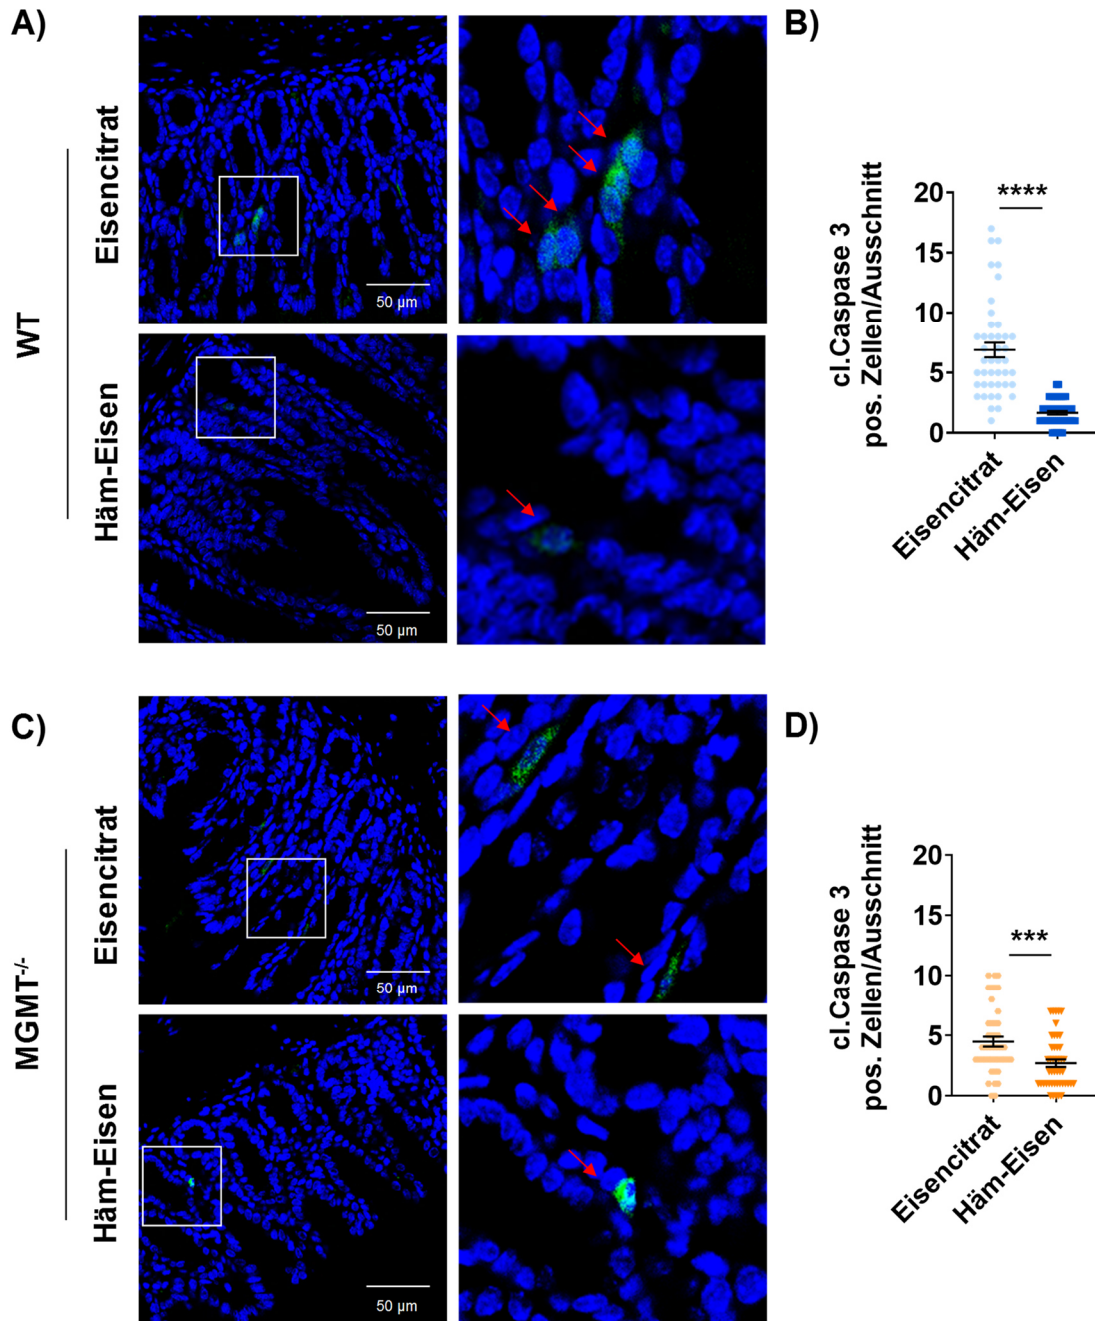 A)
WT
Eisencitrat
50 µm
Häm-Eisen
50 µm
B)
cl.Caspase 3
pos. Zellen/Ausschnitt
20
15
10
5
0
****
Eisencitrat
Häm-Eisen
C)
MGMT-/-
Eisencitrat
50 µm
Häm-Eisen
50 µm
D)
cl.Caspase 3
pos. Zellen/Ausschnitt
20
15
10
5
0
***
Eisencitrat
Häm-Eisen